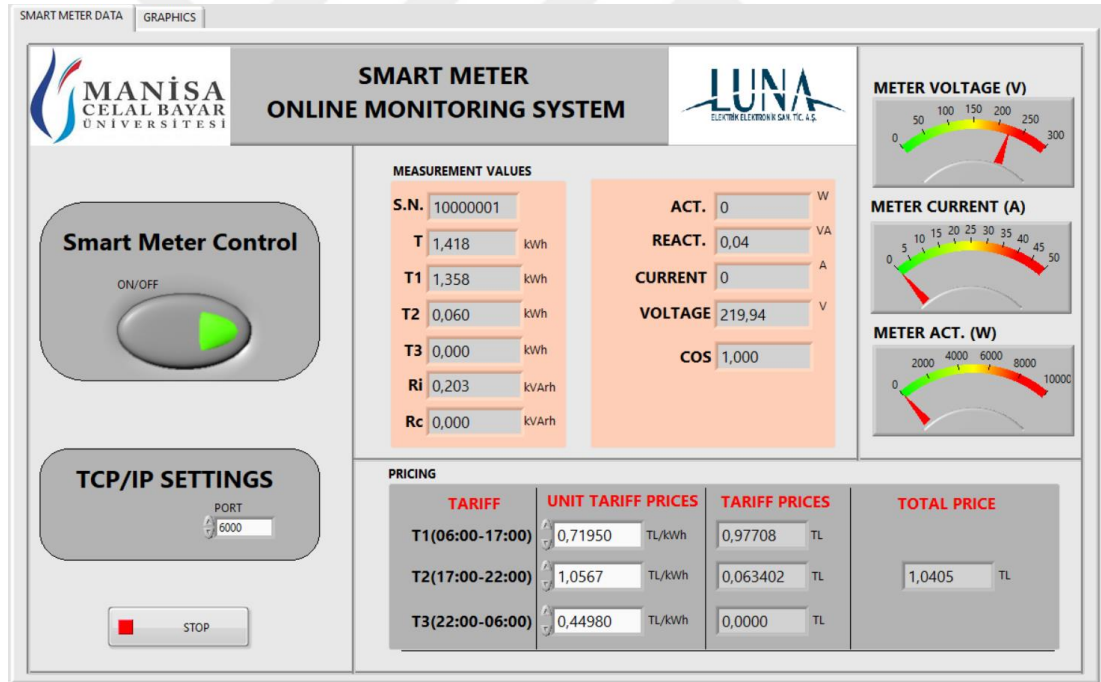 SMART METER DATA
GRAPHICS
MANİSA
CELAL BAYAR
ÜNİVERSİTESİ
SMART METER
ONLINE MONITORING SYSTEM
LUNA
ELEKTRİK ELEKTRONİK SAN. TİC. A.Ş.
METER VOLTAGE (V)
0 50 100 150 200 250 300
METER CURRENT (A)
0 5 10 15 20 25 30 35 40 45 50
METER ACT. (W)
0 2000 4000 6000 8000 10000
Smart Meter Control
ON/OFF
TCP/IP SETTINGS
PORT
6000
STOP
MEASUREMENT VALUES
S.N. 10000001
T 1,418 kWh
T1 1,358 kWh
T2 0,060 kWh
T3 0,000 kWh
Ri 0,203 kVArh
Rc 0,000 kVArh
ACT. 0 W
REACT. 0,04 VA
CURRENT 0 A
VOLTAGE 219,94 V
COS 1,000
PRICING
TARIFF UNIT TARIFF PRICES TARIFF PRICES TOTAL PRICE
T1(06:00-17:00) 0,71950 TL/kWh 0,97708 TL
T2(17:00-22:00) 1,0567 TL/kWh 0,063402 TL 1,0405 TL
T3(22:00-06:00) 0,44980 TL/kWh 0,0000 TL